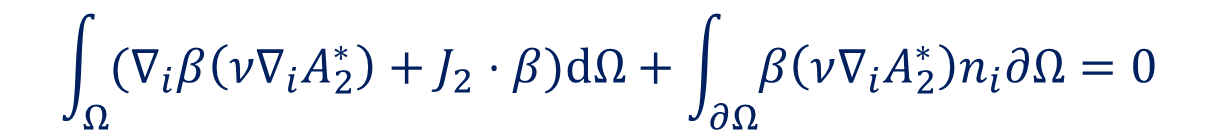 ∫_Ω (∇_i β(ν∇_i A_2^*) + J_2 · β)dΩ + ∫_∂Ω β(ν∇_i A_2^*)n_i ∂Ω = 0